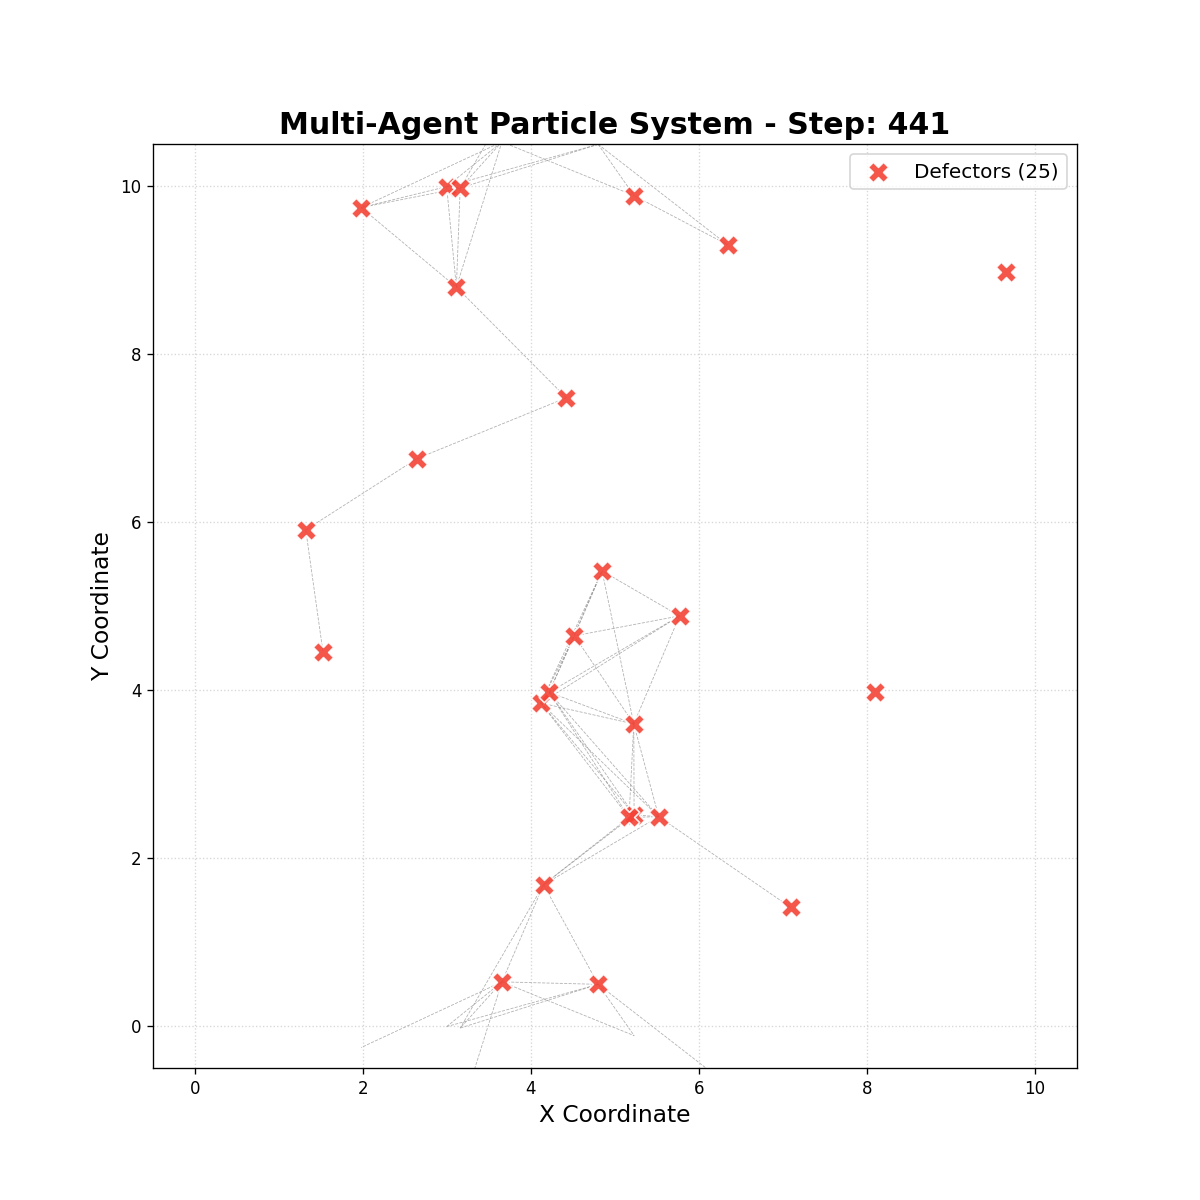 Multi-Agent Particle System - Step: 441
Defectors (25)
10
8
6
4
2
0
Y Coordinate
0 2 4 6 8 10
X Coordinate